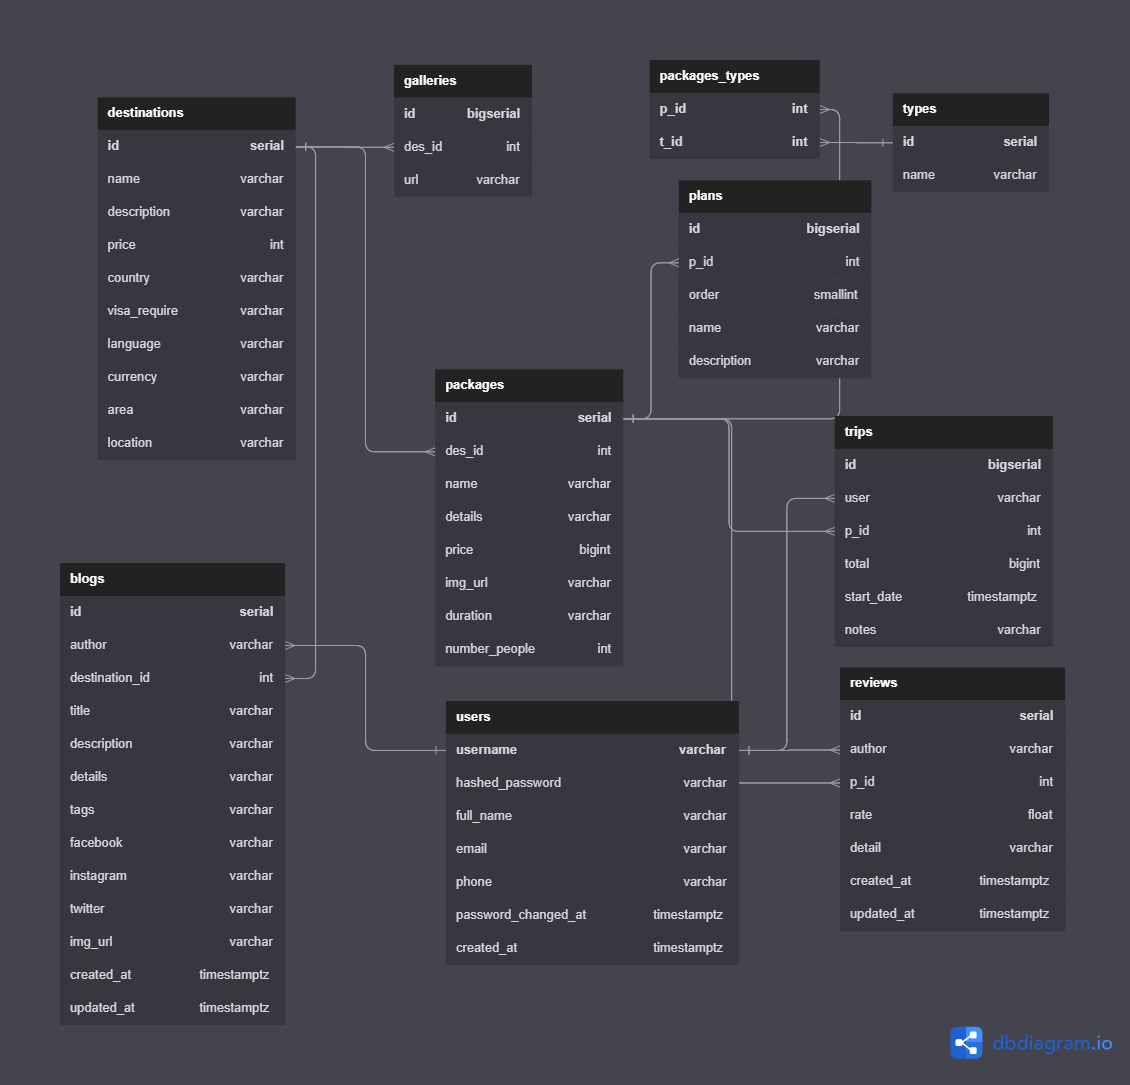 galleries
id bigserial
des_id int
url varchar
packages_types
p_id int
t_id int
types
id serial
name varchar
destinations
id serial
name varchar
description varchar
price int
country varchar
visa_require varchar
language varchar
currency varchar
area varchar
location varchar
plans
id bigserial
p_id int
order smallint
name varchar
description varchar
packages
id serial
des_id int
name varchar
details varchar
price bigint
img_url varchar
duration varchar
number_people int
trips
id bigserial
user varchar
p_id int
total bigint
start_date timestamptz
notes varchar
blogs
id serial
author varchar
destination_id int
title varchar
description varchar
details varchar
tags varchar
facebook varchar
instagram varchar
twitter varchar
img_url varchar
created_at timestamptz
updated_at timestamptz
users
username varchar
hashed_password varchar
full_name varchar
email varchar
phone varchar
password_changed_at timestamptz
created_at timestamptz
reviews
id serial
author varchar
p_id int
rate float
detail varchar
created_at timestamptz
updated_at timestamptz
dbdiagram.io